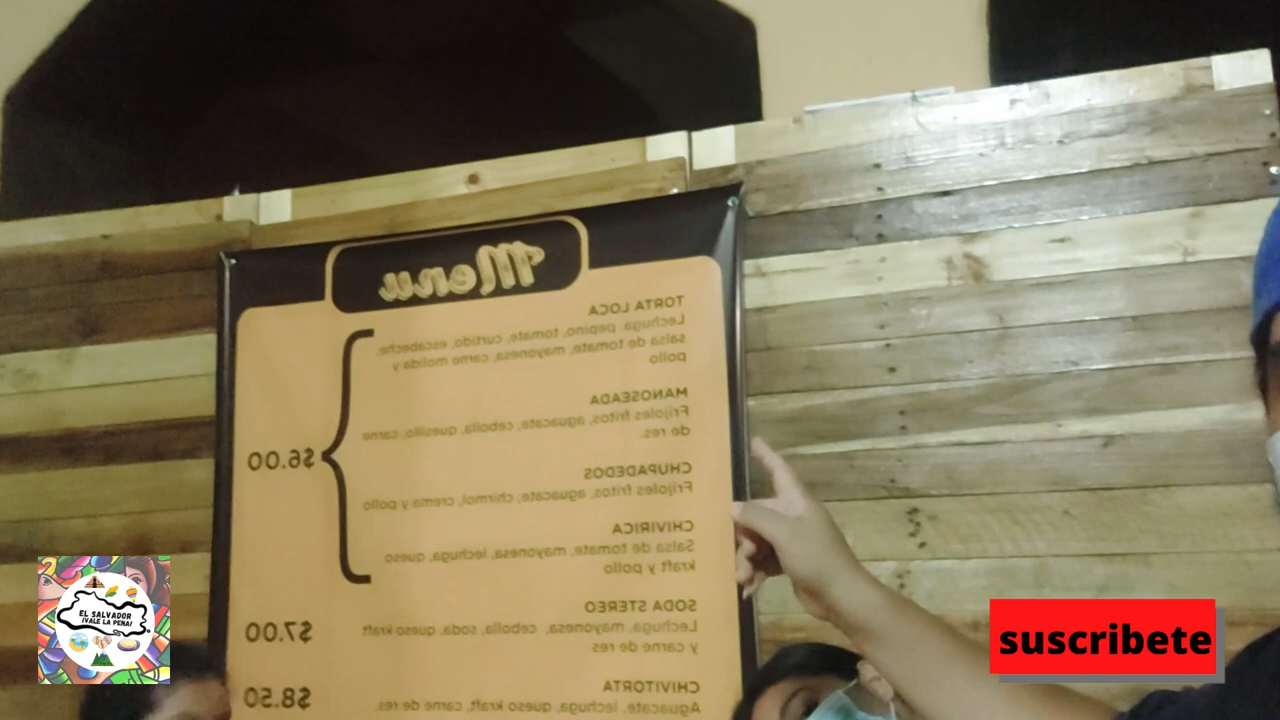 Menu
TORTA LOCA
Lechuga, pepino, tomate, curtido, escabeche,
salsa de tomate, mayonesa, carne molida y
pollo
MANOSEADA
Frijoles fritos, aguacate, cebolla, quesillo, carne
de res.
CHUPADEDOS
Frijoles fritos, aguacate, chirmol, crema y pollo
CHIVIRICA
Salsa de tomate, mayonesa, lechuga, queso
kraft y pollo
$6.00
SODA STEREO
Lechuga, mayonesa, cebolla, soda, queso kraft
y carne de res
$7.00
CHIVITORTA
Aguacate, lechuga, queso kraft, carne de res,
$8.50
EL SALVADOR
¡VALE LA PENA!
suscribete